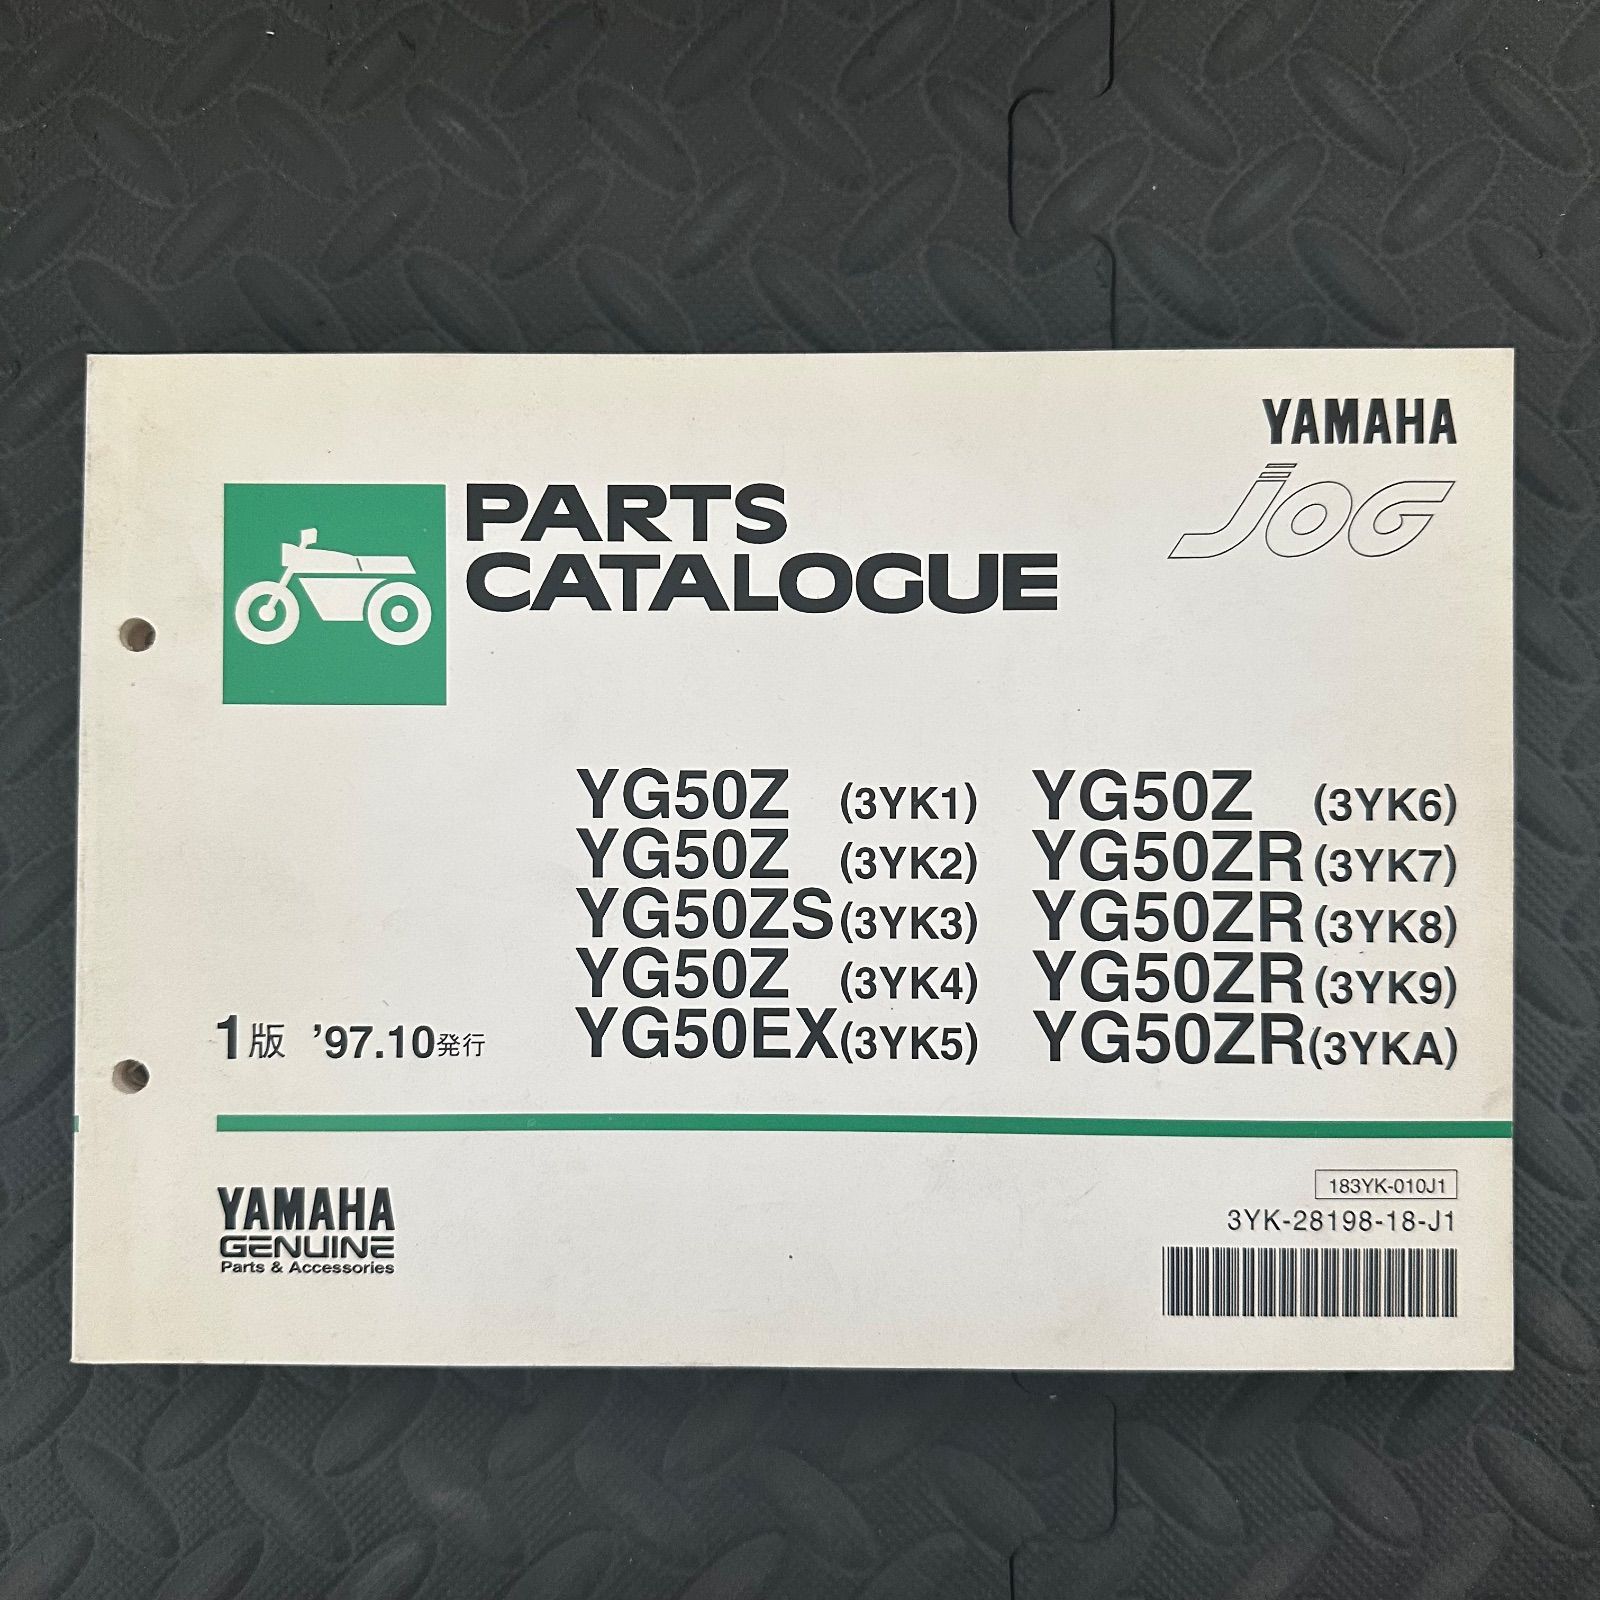 YAMAHA
JOG
PARTS
CATALOGUE
YG50Z (3YK1) YG50Z (3YK6)
YG50Z (3YK2) YG50ZR (3YK7)
YG50ZS (3YK3) YG50ZR (3YK8)
YG50Z (3YK4) YG50ZR (3YK9)
YG50EX (3YK5) YG50ZR (3YKA)
1版 '97.10発行
183YK-010J1
3YK-28198-18-J1
YAMAHA
GENUINE
Parts & Accessories